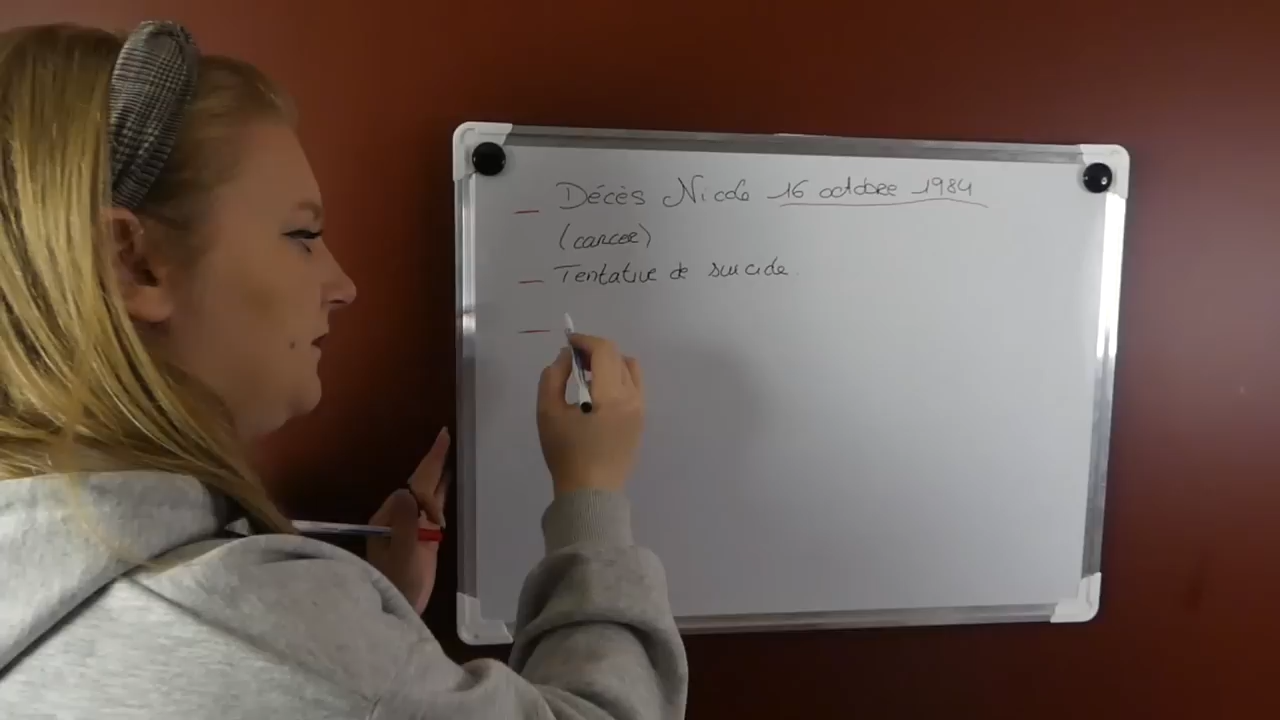 — Décès Nicole 16 octobre 1984
(cancer)
— Tentative de suicide.
—